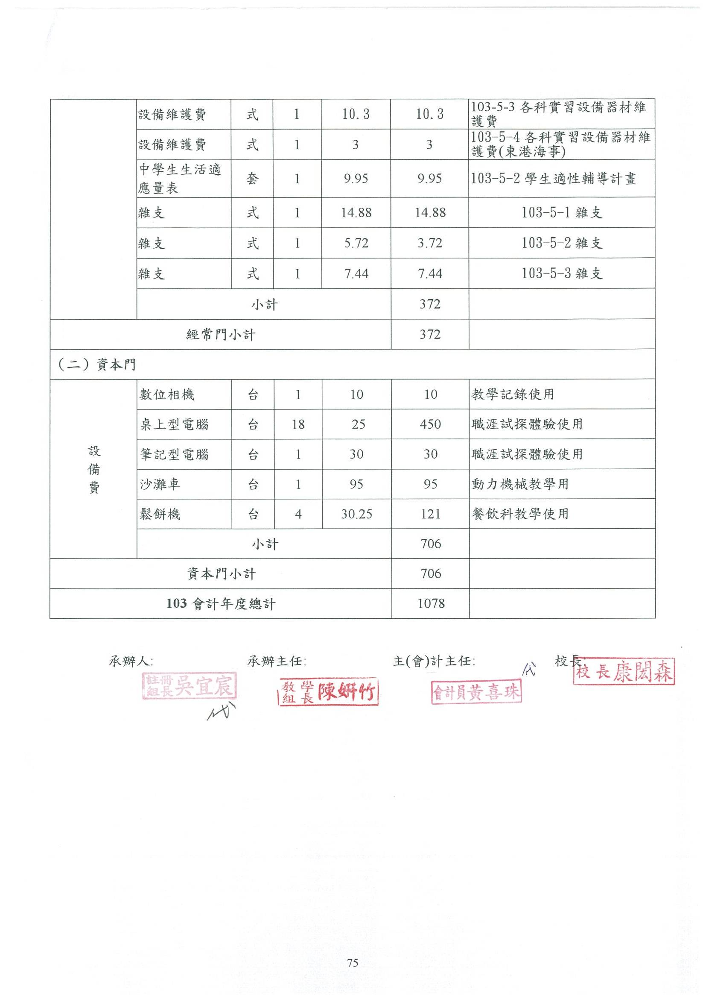 設備維護費 式 1 10.3 10.3 103-5-3 各科實習設備器材維
護費
設備維護費 式 1 3 3 103-5-4 各科實習設備器材維
護費(東港海事)
中學生生活適
應量表 套 1 9.95 9.95 103-5-2 學生適性輔導計畫
雜支 式 1 14.88 14.88 103-5-1 雜支
雜支 式 1 5.72 3.72 103-5-2 雜支
雜支 式 1 7.44 7.44 103-5-3 雜支
小計 372
經常門小計 372
（二）資本門
設備費
數位相機 台 1 10 10 教學記錄使用
桌上型電腦 台 18 25 450 職涯試探體驗使用
筆記型電腦 台 1 30 30 職涯試探體驗使用
沙灘車 台 1 95 95 動力機械教學用
鬆餅機 台 4 30.25 121 餐飲科教學使用
小計 706
資本門小計 706
103 會計年度總計 1078
承辦人: 承辦主任: 主(會)計主任: 校長:
註冊組長吳宜宸
代
教學組長陳妍竹
會計員黃喜珠
代
校長康閎森
75